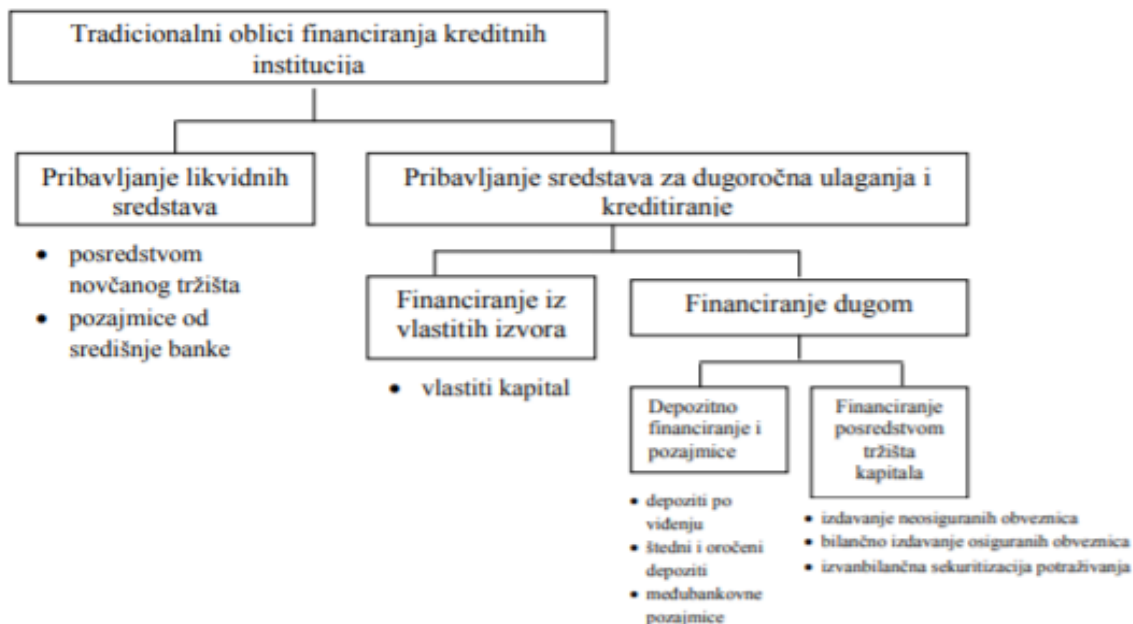 Tradicionalni oblici financiranja kreditnih
institucija
Pribavljanje likvidnih
sredstava
• posredstvom
novčanog tržišta
• pozajmice od
središnje banke
Pribavljanje sredstava za dugoročna ulaganja i
kreditiranje
Financiranje iz
vlastitih izvora
• vlastiti kapital
Financiranje dugom
Depozitno
financiranje i
pozajmice
• depoziti po
viđenju
• štedni i oročeni
depoziti
• međubankovne
pozajmice
Financiranje
posredstvom
tržišta
kapitala
• izdavanje neosiguranih obveznica
• bilančno izdavanje osiguranih obveznica
• izvanbilančna sekuritizacija potraživanja